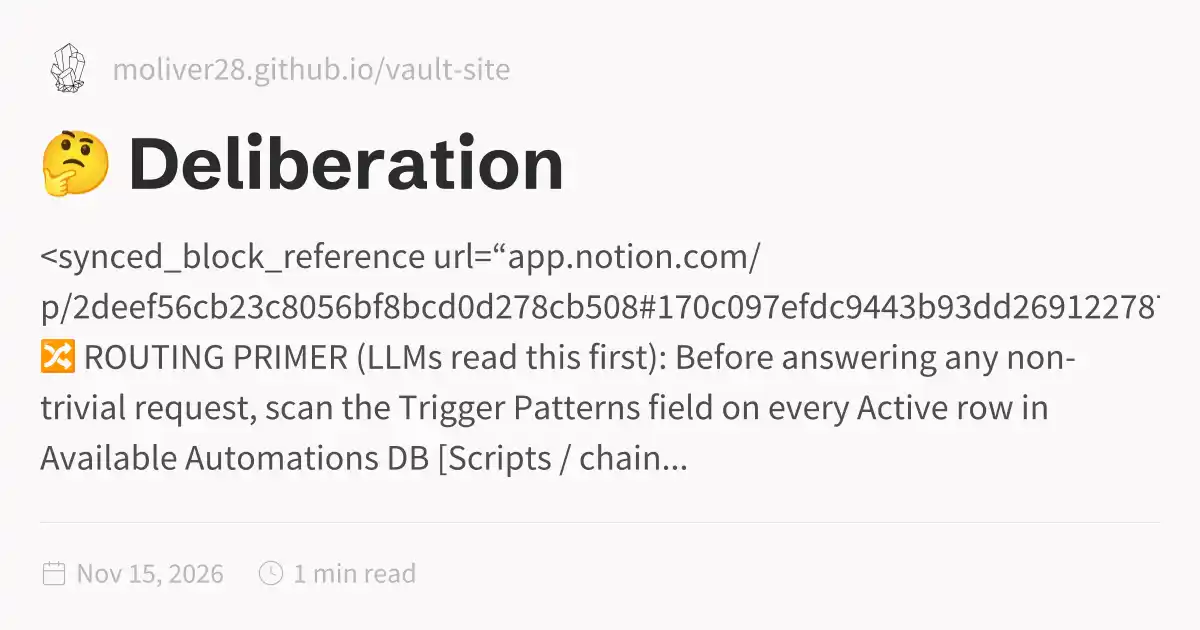 moliver28.github.io/vault-site
🤔 Deliberation
<synced_block_reference url=“app.notion.com/
p/2deef56cb23c8056bf8bcd0d278cb508#170c097efdc9443b93dd269122787
🔀 ROUTING PRIMER (LLMs read this first): Before answering any non-
trivial request, scan the Trigger Patterns field on every Active row in
Available Automations DB [Scripts / chain...
Nov 15, 2026
1 min read